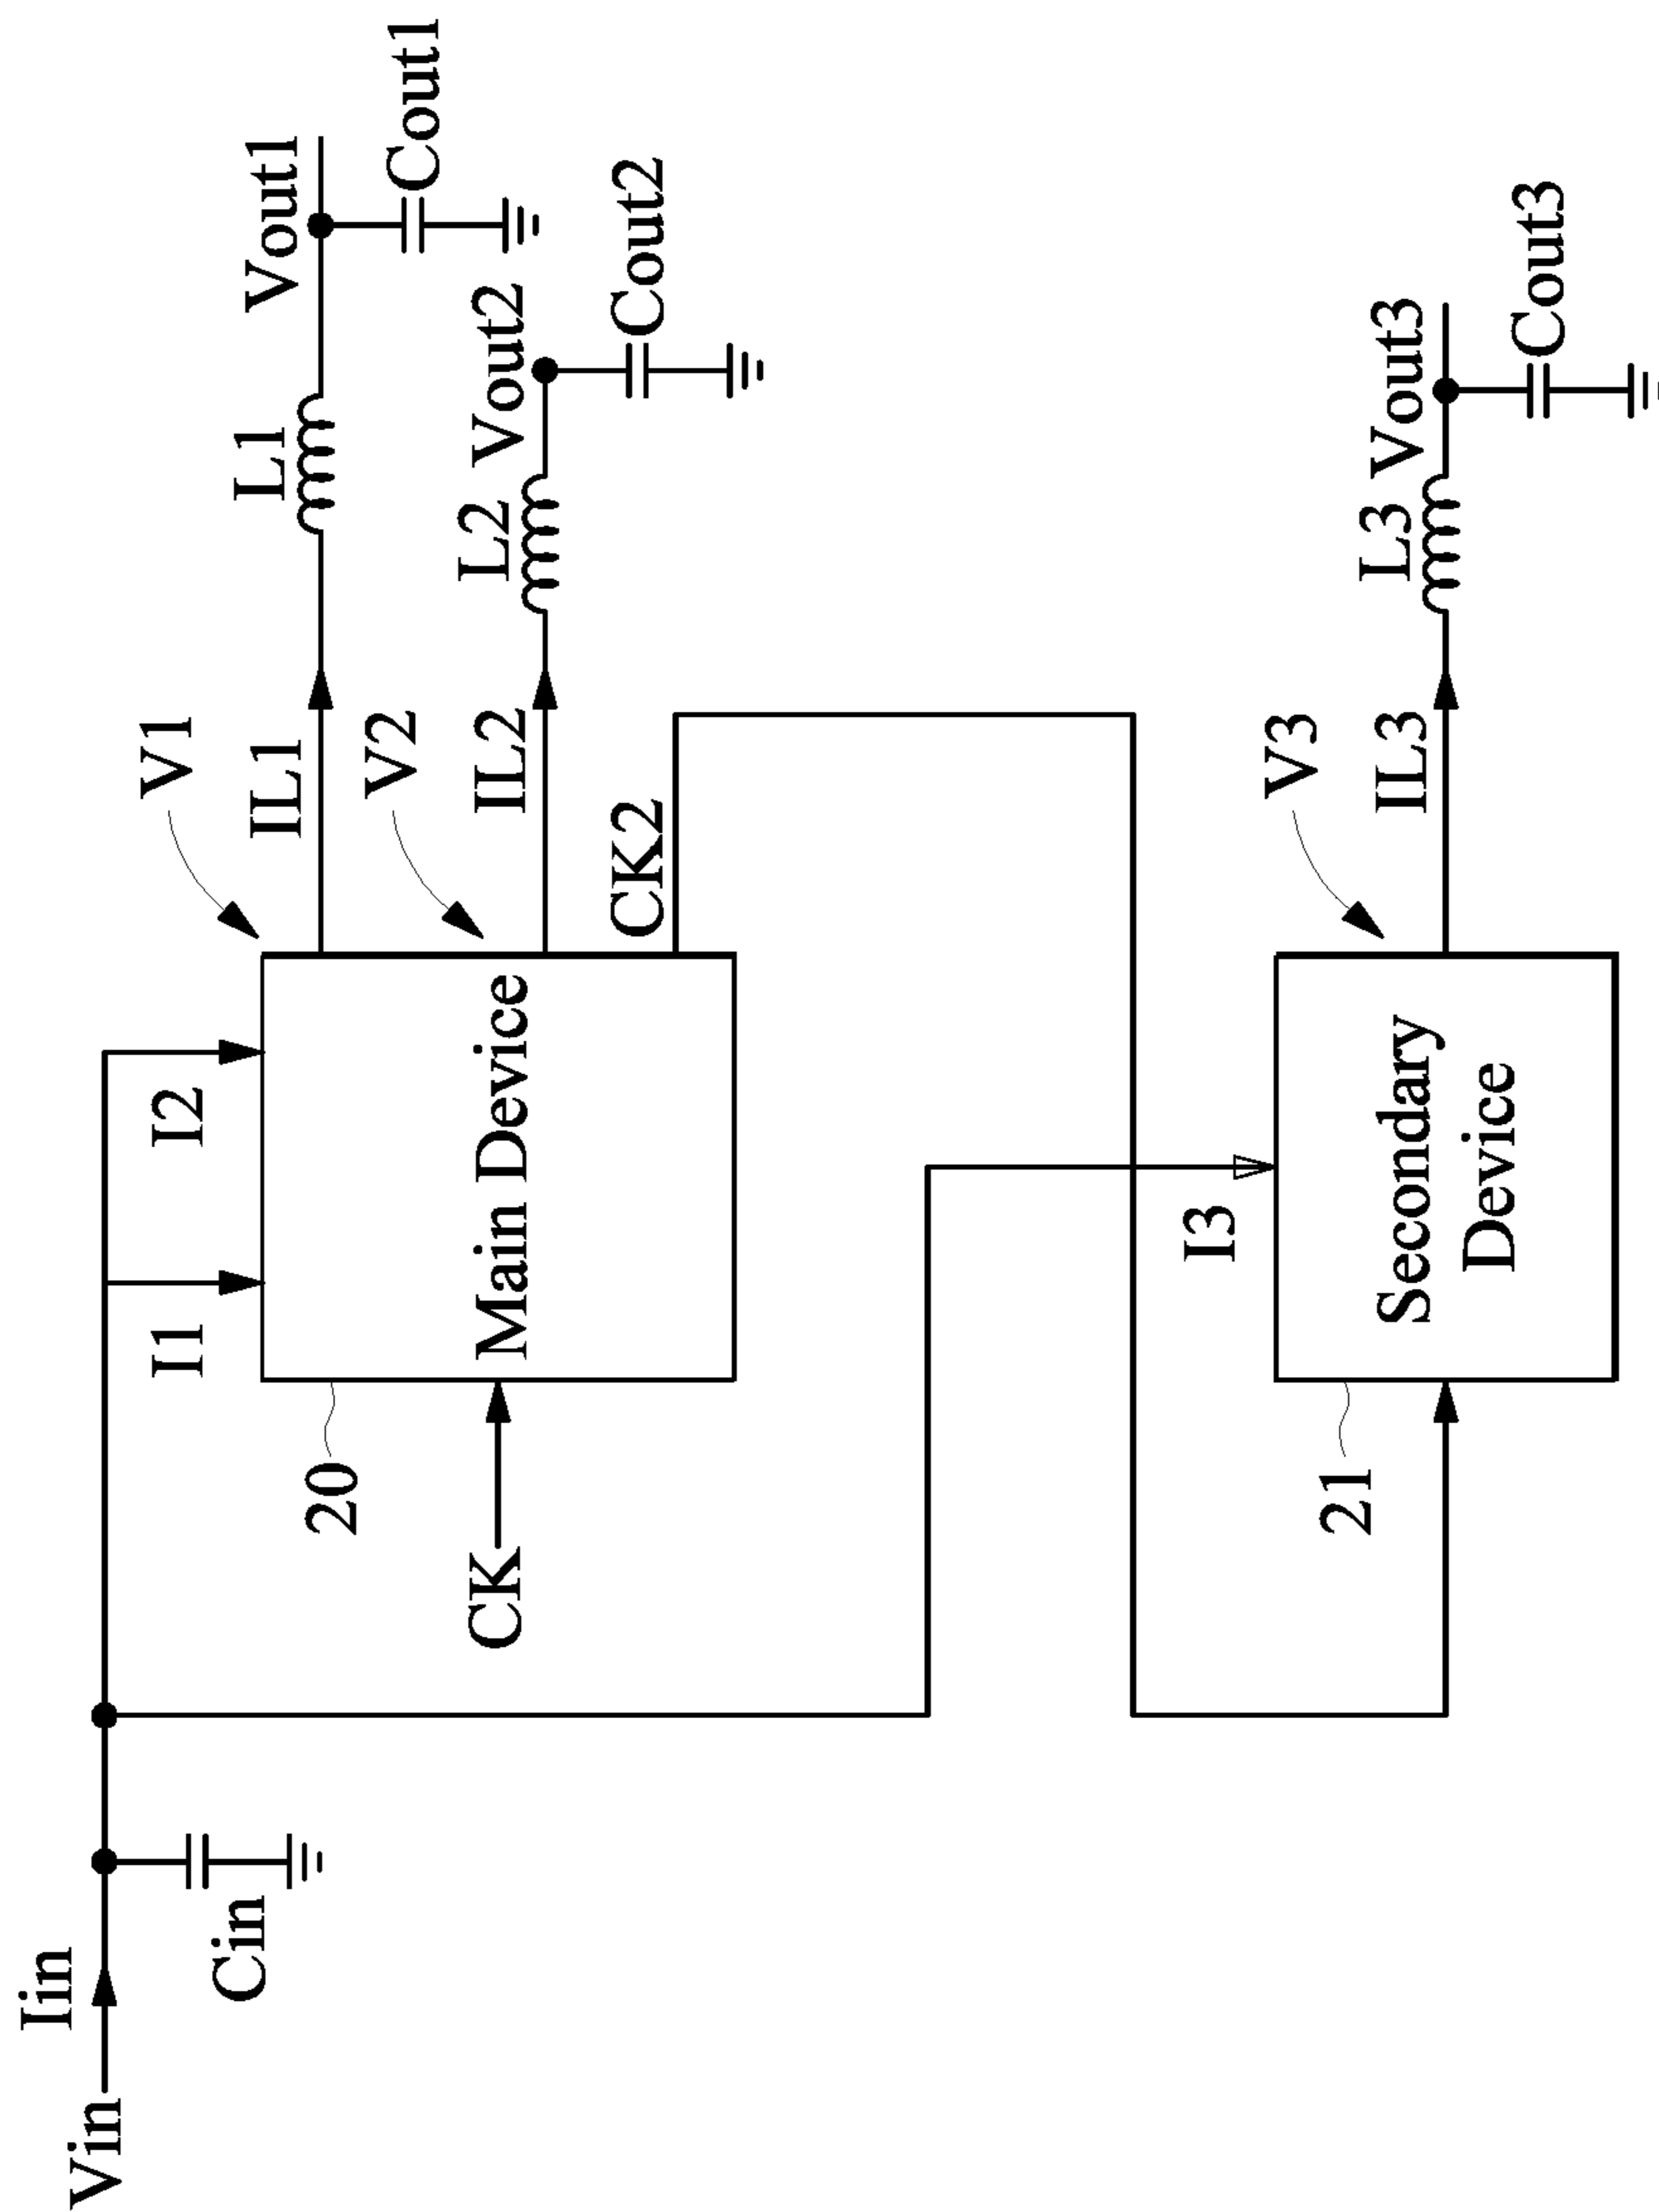 Vin
Iin
Cin
I1
I2
20
CK
Main Device
V1
IL1
L1
Vout1
Cout1
V2
IL2
L2
Vout2
Cout2
CK2
I3
21
Secondary
Device
V3
IL3
L3
Vout3
Cout3